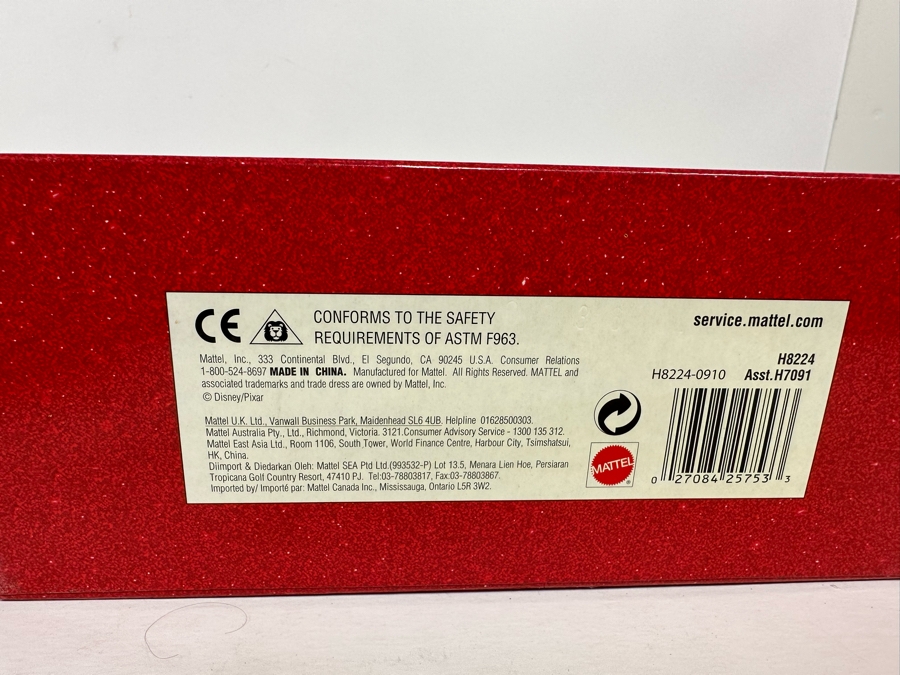 CE
CONFORMS TO THE SAFETY
REQUIREMENTS OF ASTM F963.
service.mattel.com
Mattel, Inc., 333 Continental Blvd., El Segundo, CA 90245 U.S.A. Consumer Relations
1-800-524-8697 MADE IN CHINA. Manufactured for Mattel. All Rights Reserved. MATTEL and
associated trademarks and trade dress are owned by Mattel, Inc.
© Disney/Pixar
H8224
H8224-0910 Asst.H7091
Mattel U.K. Ltd., Vanwall Business Park, Maidenhead SL6 4UB. Helpline 01628500303.
Mattel Australia Pty., Ltd., Richmond, Victoria. 3121.Consumer Advisory Service - 1300 135 312.
Mattel East Asia Ltd., Room 1106, South Tower, World Finance Centre, Harbour City, Tsimshatsui,
HK, China.
Diimport & Diedarkan Oleh: Mattel SEA Ptd Ltd.(993532-P) Lot 13.5, Menara Lien Hoe, Persiaran
Tropicana Golf Country Resort, 47410 PJ. Tel:03-78803817, Fax:03-78803867.
Imported by/ Importé par: Mattel Canada Inc., Mississauga, Ontario L5R 3W2.
MATTEL®
0 27084 25753 3